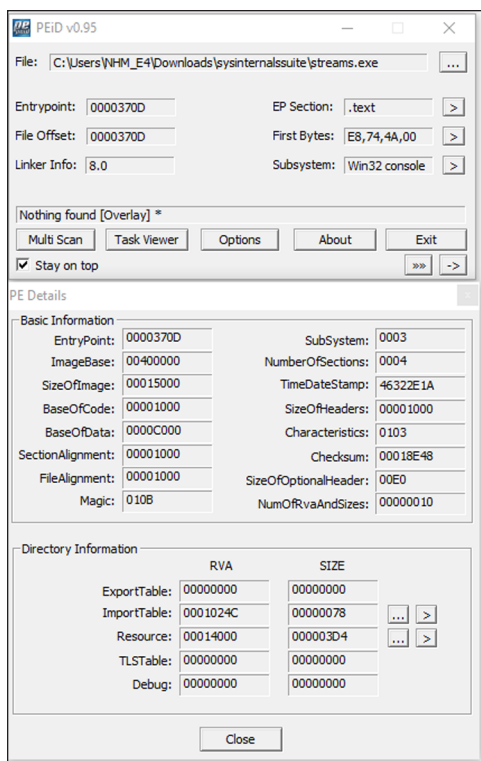 PEiD v0.95
File: C:\Users\NHM_E4\Downloads\sysinternalssuite\streams.exe ...
Entrypoint: 0000370D EP Section: .text >
File Offset: 0000370D First Bytes: E8,74,4A,00 >
Linker Info: 8.0 Subsystem: Win32 console >
Nothing found [Overlay] *
Multi Scan Task Viewer Options About Exit
Stay on top »» ->
PE Details
Basic Information
EntryPoint: 0000370D SubSystem: 0003
ImageBase: 00400000 NumberOfSections: 0004
SizeOfImage: 00015000 TimeDateStamp: 46322E1A
BaseOfCode: 00001000 SizeOfHeaders: 00001000
BaseOfData: 0000C000 Characteristics: 0103
SectionAlignment: 00001000 Checksum: 00018E48
FileAlignment: 00001000 SizeOfOptionalHeader: 00E0
Magic: 010B NumOfRvaAndSizes: 00000010
Directory Information
RVA SIZE
ExportTable: 00000000 00000000
ImportTable: 0001024C 00000078 ... >
Resource: 00014000 000003D4 ... >
TLSTable: 00000000 00000000
Debug: 00000000 00000000
Close